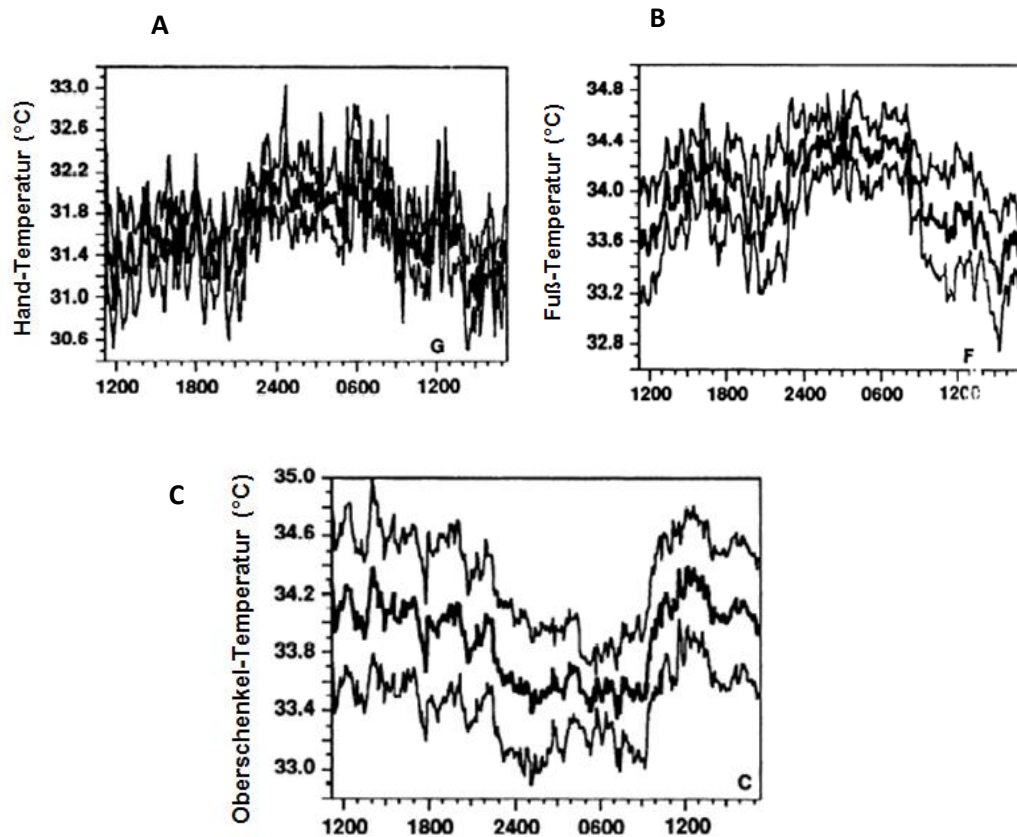 A
B
Hand-Temperatur (°C)
33.0
32.6
32.2
31.8
31.4
31.0
30.6
G
1200 1800 2400 0600 1200
Fuß-Temperatur (°C)
34.8
34.4
34.0
33.6
33.2
32.8
F
1200 1800 2400 0600 1200
C
Oberschenkel-Temperatur (°C)
35.0
34.6
34.2
33.8
33.4
33.0
C
1200 1800 2400 0600 1200